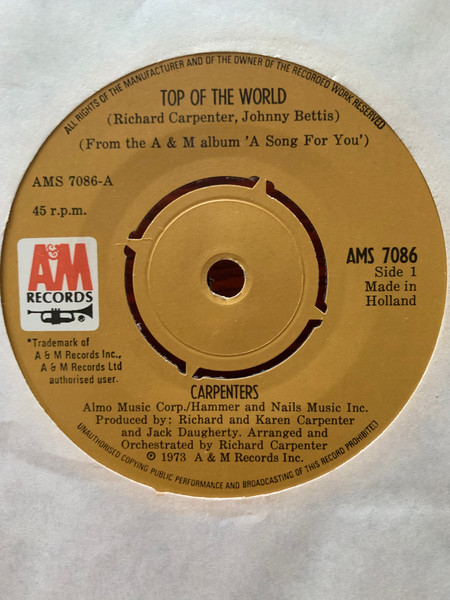 ALL RIGHTS OF THE MANUFACTURER AND OF THE OWNER OF THE RECORDED WORK RESERVED
TOP OF THE WORLD
(Richard Carpenter, Johnny Bettis)
(From the A & M album 'A Song For You')
AMS 7086-A
45 r.p.m.
A&M
RECORDS
*Trademark of
A & M Records Inc.,
A & M Records Ltd
authorised user.
AMS 7086
Side 1
Made in
Holland
CARPENTERS
Almo Music Corp./Hammer and Nails Music Inc.
Produced by: Richard and Karen Carpenter
and Jack Daugherty. Arranged and
Orchestrated by Richard Carpenter
℗ 1973 A & M Records Inc.
UNAUTHORISED COPYING PUBLIC PERFORMANCE AND BROADCASTING OF THIS RECORD PROHIBITED